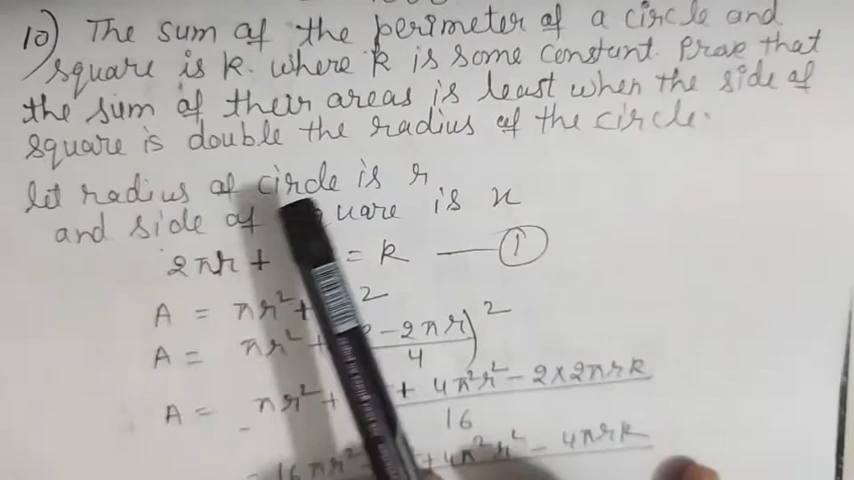 10) The sum of the perimeter of a circle and
square is k. where k is some constant. Prove that
the sum of their areas is least when the side of
square is double the radius of the circle.
let radius of circle is r
and side of square is x
2πr + = k —— ①
A = πr² + ²
A = πr² + - 2πr)²
4
A = πr² + + 4π²r² - 2×2πrk
16
= 16πr² + 4π²r² - 4πrk